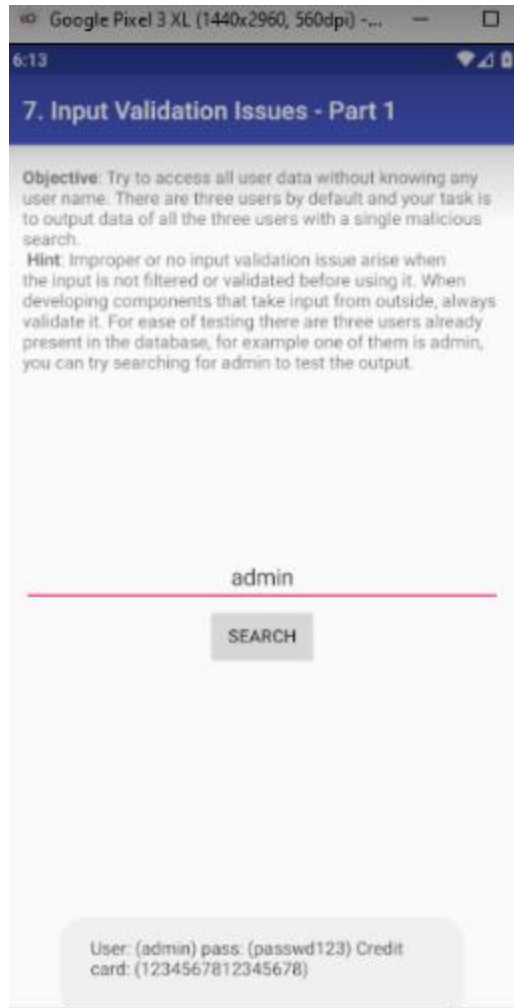 Google Pixel 3 XL (1440x2960, 560dpi) -...
6:13
7. Input Validation Issues - Part 1
Objective: Try to access all user data without knowing any
user name. There are three users by default and your task is
to output data of all the three users with a single malicious
search.
Hint: Improper or no input validation issue arise when
the input is not filtered or validated before using it. When
developing components that take input from outside, always
validate it. For ease of testing there are three users already
present in the database, for example one of them is admin,
you can try searching for admin to test the output.
admin
SEARCH
User: (admin) pass: (passwd123) Credit
card: (1234567812345678)